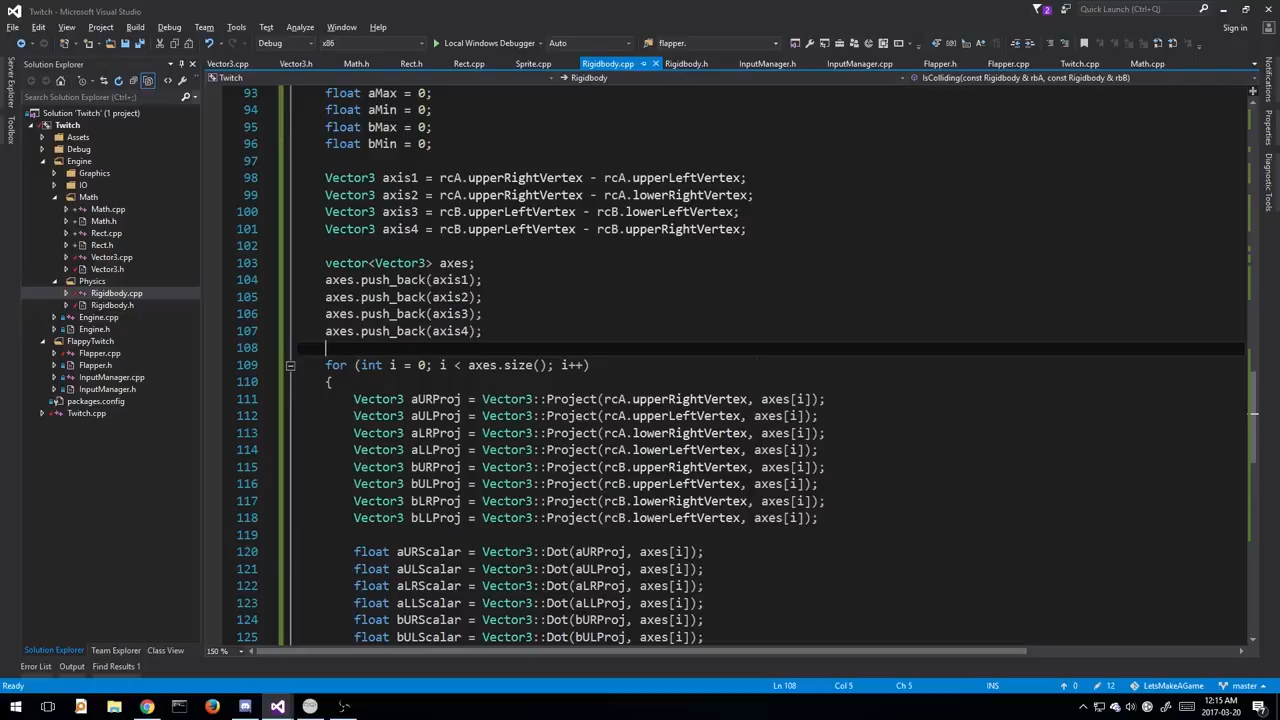 Twitch - Microsoft Visual Studio
2
Quick Launch (Ctrl+;)
File Edit View Project Build Debug Team Tools Test Analyze Window Help
Sign in
Debug x86 Local Windows Debugger Auto flapper.
Server Explorer
Toolbox
Solution Explorer
Search Solution Explorer (Ctrl+;)
Solution 'Twitch' (1 project)
Twitch
Assets
Debug
Engine
Graphics
IO
Math
Math.cpp
Math.h
Rect.cpp
Rect.h
Vector3.cpp
Vector3.h
Physics
Rigidbody.cpp
Rigidbody.h
Engine.cpp
Engine.h
FlappyTwitch
Flapper.cpp
Flapper.h
InputManager.cpp
InputManager.h
packages.config
Twitch.cpp
Solution Explorer Team Explorer Class View
Vector3.cpp Vector3.h Math.h Rect.h Rect.cpp Sprite.cpp Rigidbody.cpp Rigidbody.h InputManager.h InputManager.cpp Flapper.h Flapper.cpp Twitch.cpp Math.cpp
Twitch Rigidbody IsColliding(const Rigidbody & rbA, const Rigidbody & rbB)
93 float aMax = 0;
94 float aMin = 0;
95 float bMax = 0;
96 float bMin = 0;
97
98 Vector3 axis1 = rcA.upperRightVertex - rcA.upperLeftVertex;
99 Vector3 axis2 = rcA.upperRightVertex - rcA.lowerRightVertex;
100 Vector3 axis3 = rcB.upperLeftVertex - rcB.lowerLeftVertex;
101 Vector3 axis4 = rcB.upperLeftVertex - rcB.upperRightVertex;
102
103 vector<Vector3> axes;
104 axes.push_back(axis1);
105 axes.push_back(axis2);
106 axes.push_back(axis3);
107 axes.push_back(axis4);
108
109 for (int i = 0; i < axes.size(); i++)
110 {
111 Vector3 aURProj = Vector3::Project(rcA.upperRightVertex, axes[i]);
112 Vector3 aULProj = Vector3::Project(rcA.upperLeftVertex, axes[i]);
113 Vector3 aLRProj = Vector3::Project(rcA.lowerRightVertex, axes[i]);
114 Vector3 aLLProj = Vector3::Project(rcA.lowerLeftVertex, axes[i]);
115 Vector3 bURProj = Vector3::Project(rcB.upperRightVertex, axes[i]);
116 Vector3 bULProj = Vector3::Project(rcB.upperLeftVertex, axes[i]);
117 Vector3 bLRProj = Vector3::Project(rcB.lowerRightVertex, axes[i]);
118 Vector3 bLLProj = Vector3::Project(rcB.lowerLeftVertex, axes[i]);
119
120 float aURScalar = Vector3::Dot(aURProj, axes[i]);
121 float aULScalar = Vector3::Dot(aULProj, axes[i]);
122 float aLRScalar = Vector3::Dot(aLRProj, axes[i]);
123 float aLLScalar = Vector3::Dot(aLLProj, axes[i]);
124 float bURScalar = Vector3::Dot(bURProj, axes[i]);
125 float bULScalar = Vector3::Dot(bULProj, axes[i]);
150 %
Notifications
Properties
Diagnostic Tools
Error List Output Find Results 1
Ready Ln 108 Col 5 Ch 5 INS 0 12 LetsMakeAGame master
12:15 AM
2017-03-20